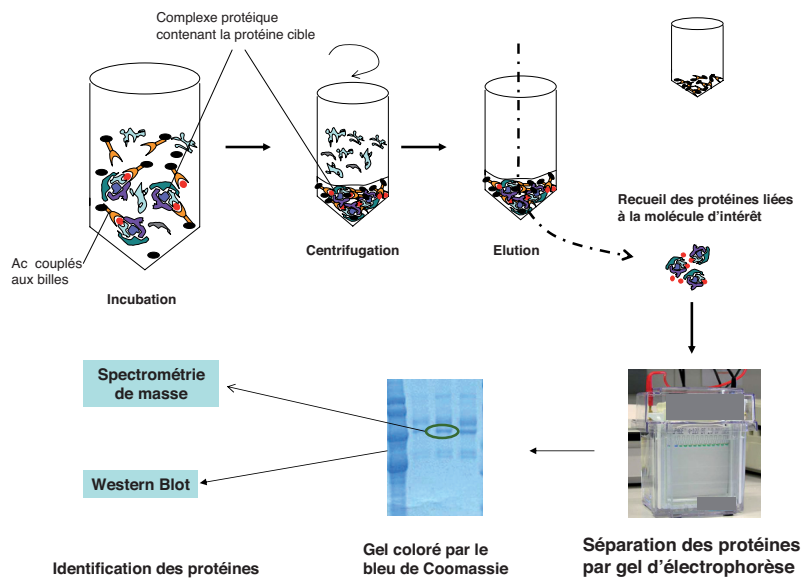 Complexe protéique
contenant la protéine cible
Ac couplés
aux billes
Incubation
Centrifugation
Elution
Recueil des protéines liées
à la molécule d'intérêt
Spectrométrie
de masse
Western Blot
Identification des protéines
Gel coloré par le
bleu de Coomassie
Séparation des protéines
par gel d'électrophorèse